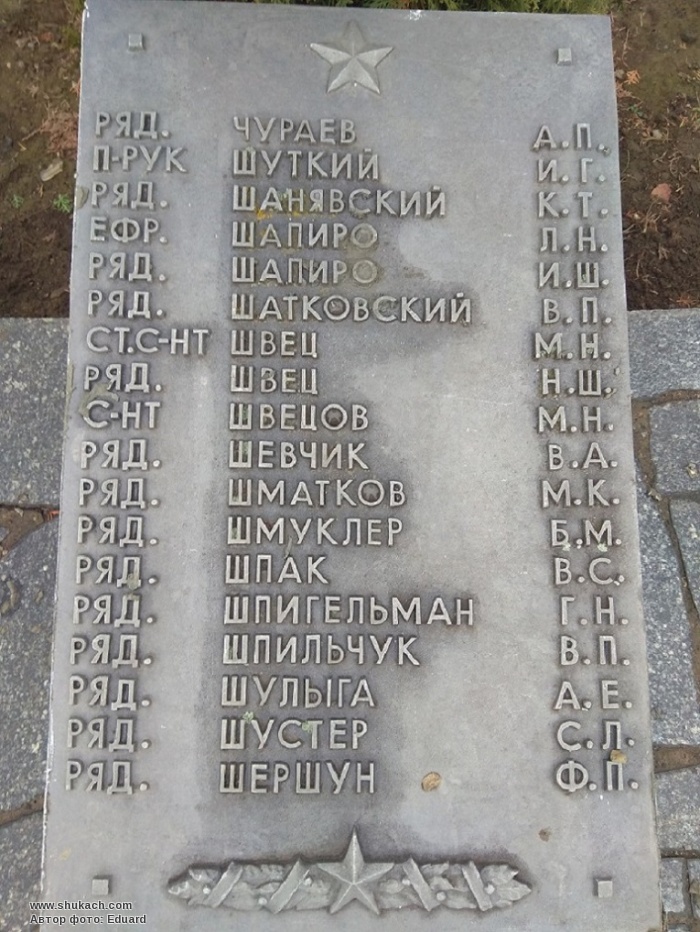 РЯД. ЧУРАЕВ А.П.
П-РУК ШУТКИЙ И.Г.
РЯД. ШАНЯВСКИЙ К.Т.
ЕФР. ШАПИРО Л.Н.
РЯД. ШАПИРО И.Ш.
РЯД. ШАТКОВСКИЙ В.П.
СТ.С-НТ ШВЕЦ М.Н.
РЯД. ШВЕЦ Н.Ш.
С-НТ ШВЕЦОВ М.Н.
РЯД. ШЕВЧИК В.А.
РЯД. ШМАТКОВ М.К.
РЯД. ШМУКЛЕР Б.М.
РЯД. ШПАК В.С.
РЯД. ШПИГЕЛЬМАН Г.Н.
РЯД. ШПИЛЬЧУК В.П.
РЯД. ШУЛЫГА А.Е.
РЯД. ШУСТЕР С.Л.
РЯД. ШЕРШУН Ф.П.
www.shukach.com
Автор фото: Eduard